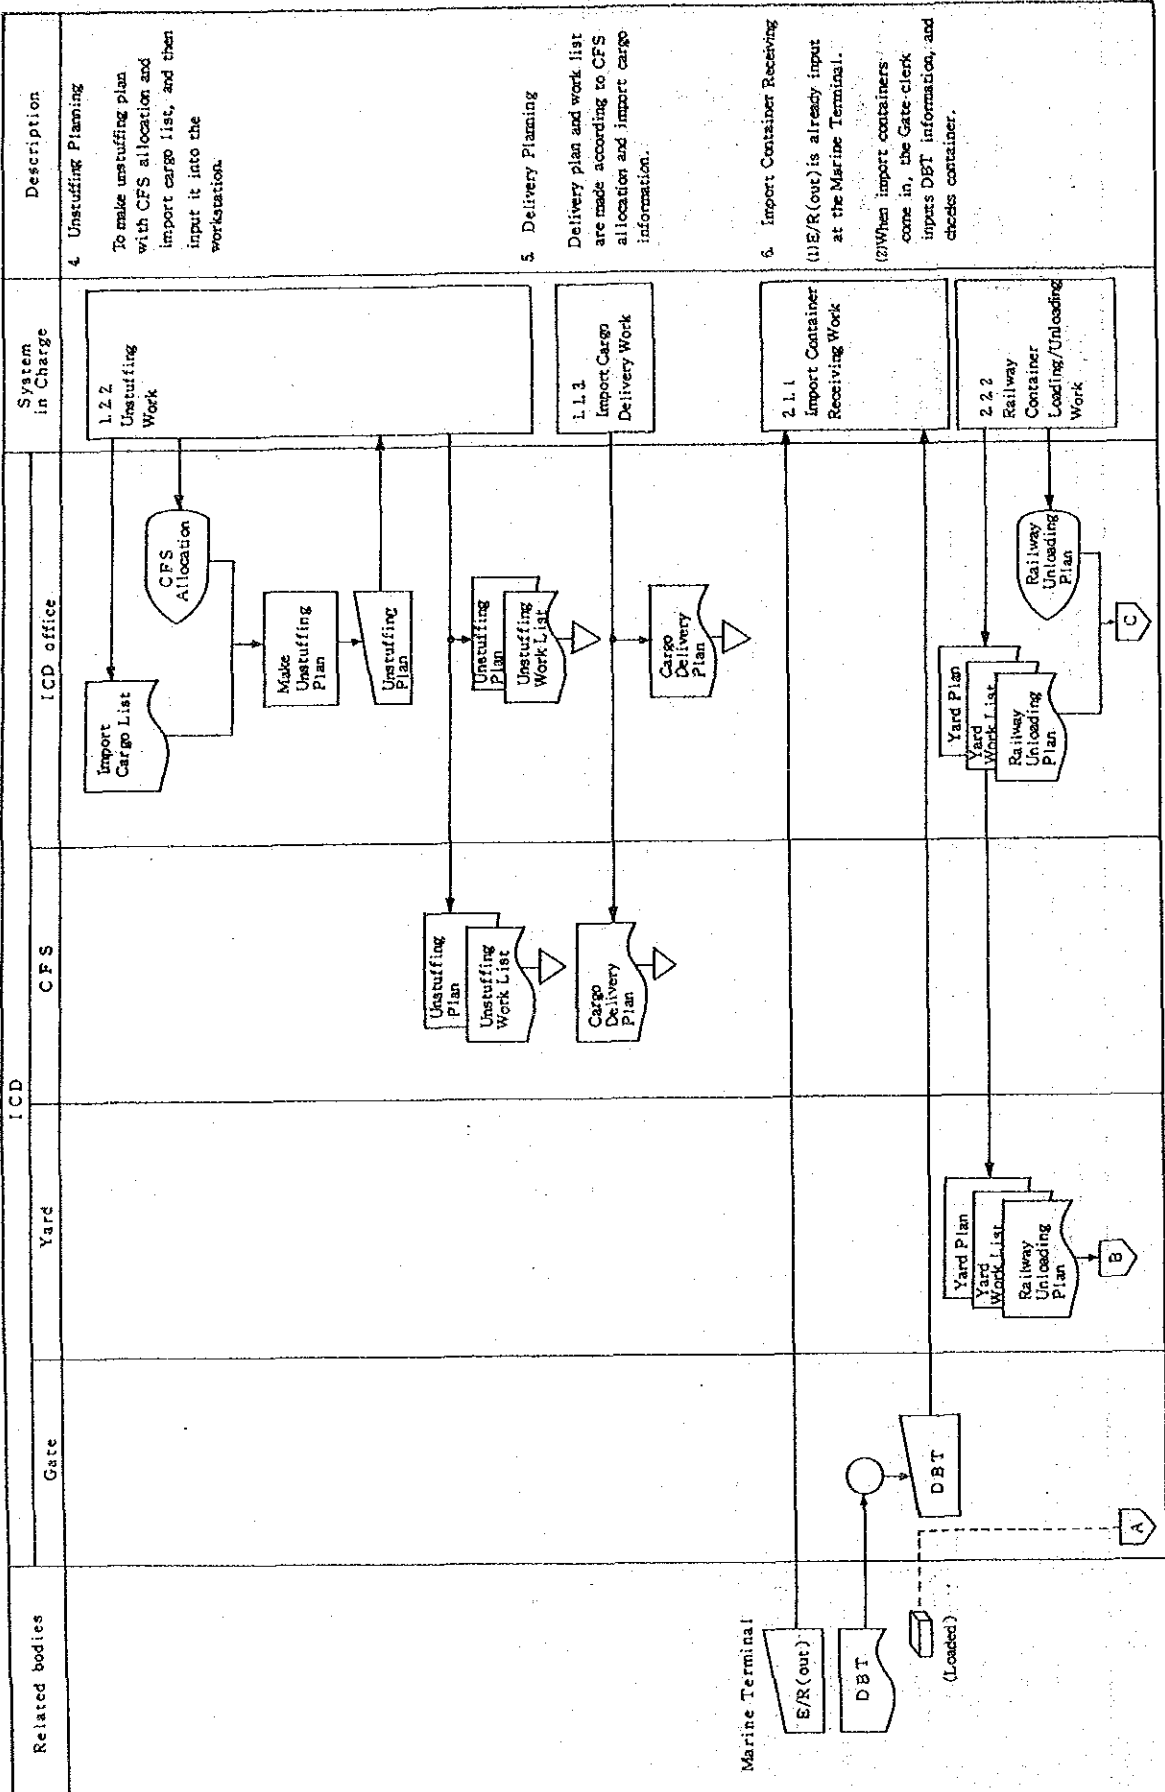 Related bodies
ICD
Gate
Yard
CFS
ICD office
System
in Charge
Description
Import
Cargo List
CFS
Allocation
Make
Unstuffing
Plan
Unstuffing
Plan
Unstuffing
Plan
Unstuffing
Work List
Unstuffing
Plan
Unstuffing
Work List
Cargo
Delivery
Plan
Cargo
Delivery
Plan
1.2.2
Unstuffing
Work
1.1.3
Import Cargo
Delivery Work
4. Unstuffing Planning
To make unstuffing plan
with CFS allocation and
import cargo list, and then
input it into the
workstation.
5. Delivery Planning
Delivery plan and work list
are made according to CFS
allocation and import cargo
information.
Marine Terminal
E/R(out)
DBT
(Loaded)
DBT
A
Yard Plan
Yard
Work List
Railway
Unloading
Plan
B
Yard Plan
Yard
Work List
Railway
Unloading
Plan
Railway
Unloading
Plan
C
2.1.1
Import Container
Receiving Work
2.2.2
Railway
Container
Loading/Unloading
Work
6. Import Container Receiving
(1)E/R(out) is already input
at the Marine Terminal.
(2)When import containers
come in, the Gate-clerk
inputs DBT information, and
checks container.